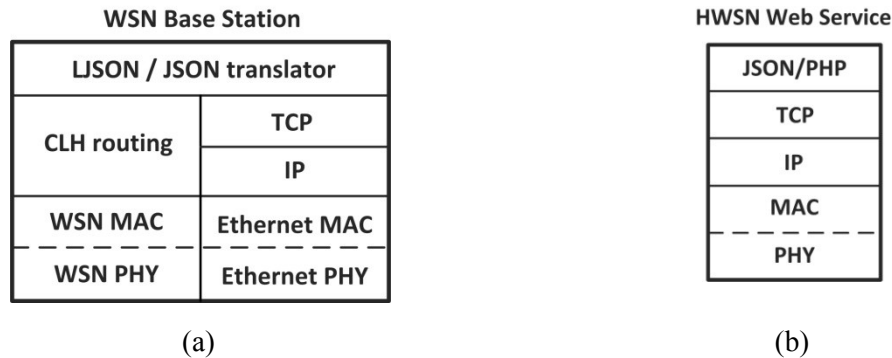 WSN Base Station
LJSON / JSON translator
CLH routing
TCP
IP
WSN MAC
Ethernet MAC
WSN PHY
Ethernet PHY
(a)
HWSN Web Service
JSON/PHP
TCP
IP
MAC
PHY
(b)